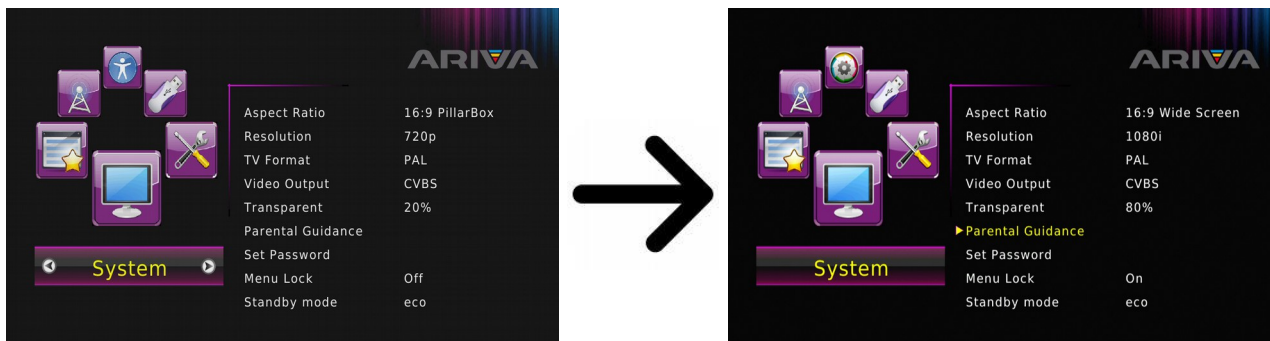 ARIVA
Aspect Ratio 16:9 PillarBox
Resolution 720p
TV Format PAL
Video Output CVBS
Transparent 20%
Parental Guidance
Set Password
Menu Lock Off
Standby mode eco
System
ARIVA
Aspect Ratio 16:9 Wide Screen
Resolution 1080i
TV Format PAL
Video Output CVBS
Transparent 80%
Parental Guidance
Set Password
Menu Lock On
Standby mode eco
System